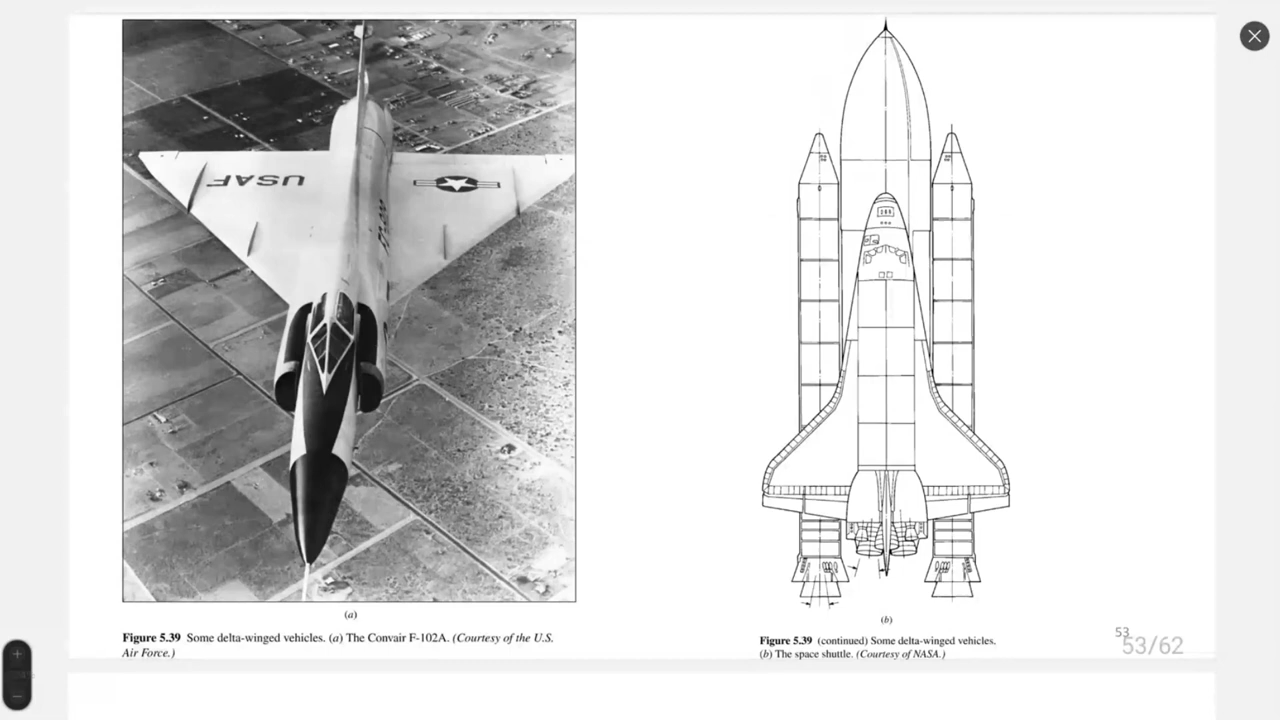 USAF
(a)
Figure 5.39 Some delta-winged vehicles. (a) The Convair F-102A. (Courtesy of the U.S.
Air Force.)
(b)
Figure 5.39 (continued) Some delta-winged vehicles.
(b) The space shuttle. (Courtesy of NASA.)
53
53/62